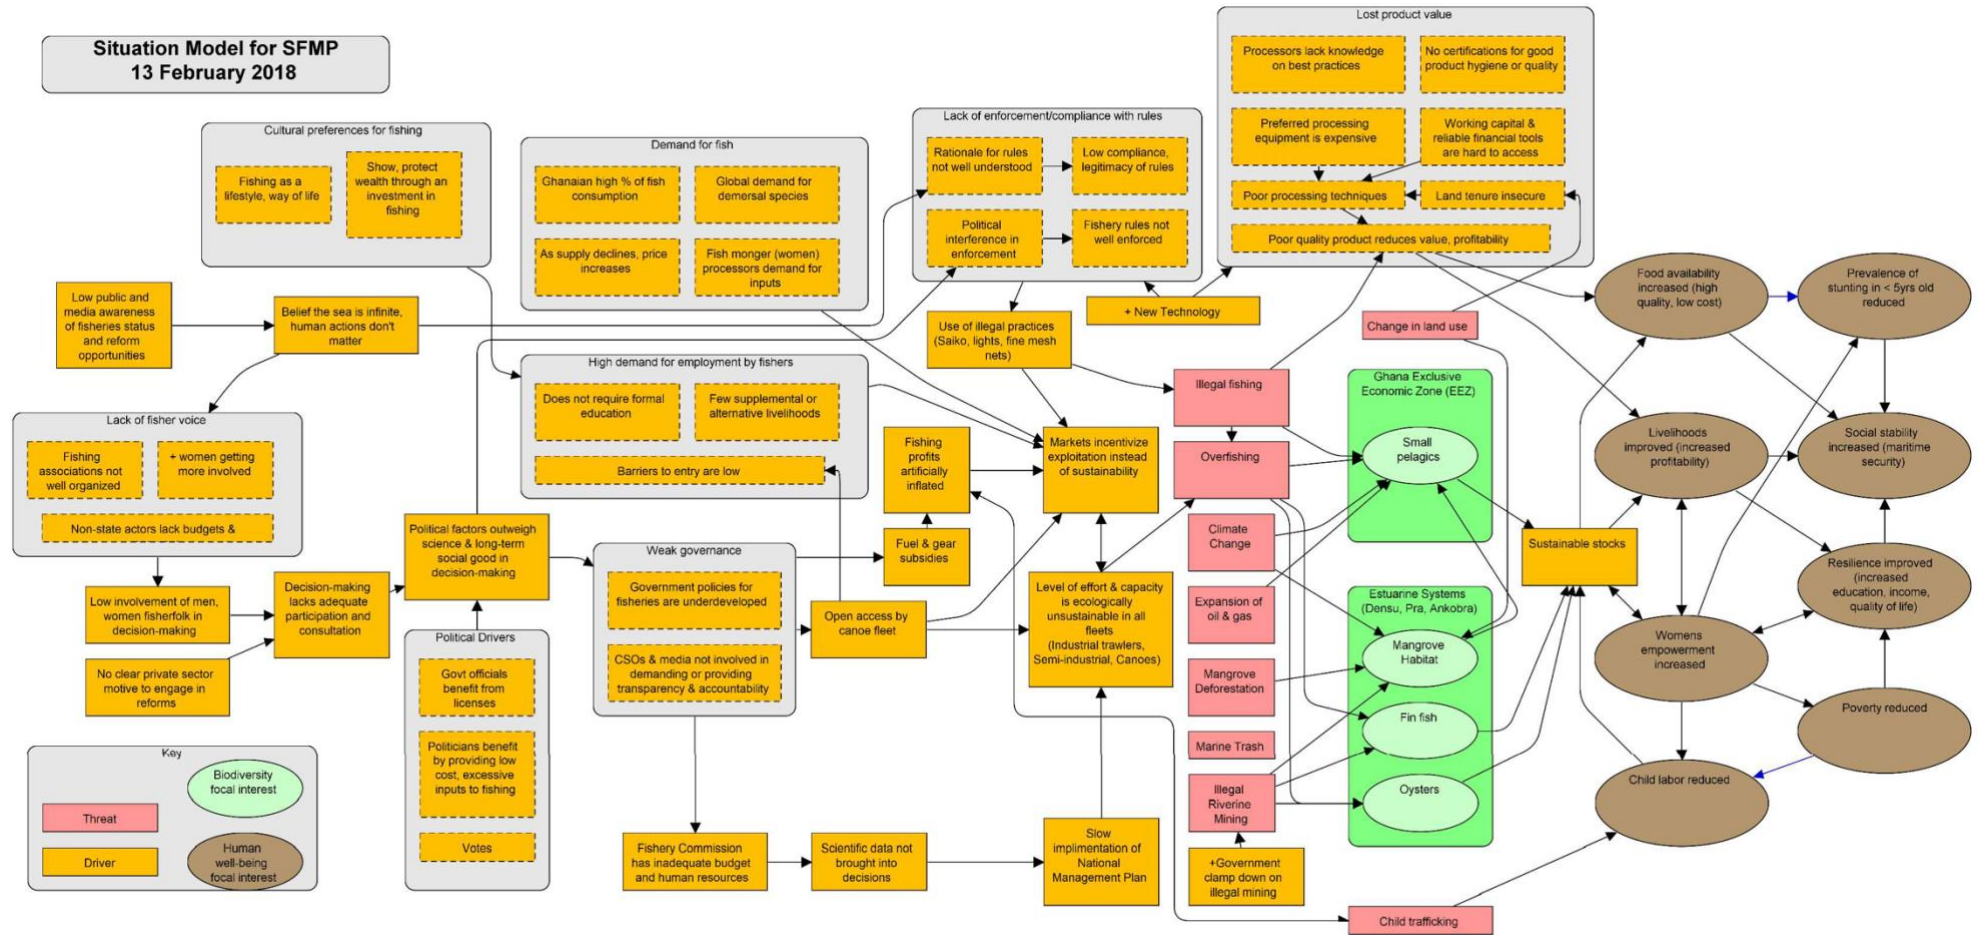 Situation Model for SFMP
13 February 2018
Cultural preferences for fishing
Fishing as a
lifestyle, way of life
Show, protect
wealth through an
investment in
fishing
Demand for fish
Ghanaian high % of fish
consumption
Global demand for
demersal species
As supply declines, price
increases
Fish monger (women)
processors demand for
inputs
Lack of enforcement/compliance with rules
Rationale for rules
not well understood
Low compliance,
legitimacy of rules
Political
interference in
enforcement
Fishery rules not
well enforced
Lost product value
Processors lack knowledge
on best practices
No certifications for good
product hygiene or quality
Preferred processing
equipment is expensive
Working capital &
reliable financial tools
are hard to access
Poor processing techniques
Land tenure insecure
Poor quality product reduces value, profitability
Low public and
media awareness
of fisheries status
and reform
opportunities
Belief the sea is infinite,
human actions don't
matter
High demand for employment by fishers
Does not require formal
education
Few supplemental or
alternative livelihoods
Barriers to entry are low
Use of illegal practices
(Saiko, lights, fine mesh
nets)
+ New Technology
Change in land use
Food availability
increased (high
quality, low cost)
Prevalence of
stunting in < 5yrs old
reduced
Lack of fisher voice
Fishing
associations not
well organized
+ women getting
more involved
Non-state actors lack budgets &
Fishing
profits
artificially
inflated
Markets incentivize
exploitation instead
of sustainability
Illegal fishing
Overfishing
Ghana Exclusive
Economic Zone (EEZ)
Small
pelagics
Livelihoods
improved (increased
profitability)
Social stability
increased (maritime
security)
Political factors outweigh
science & long-term
social good in
decision-making
Weak governance
Government policies for
fisheries are underdeveloped
CSOs & media not involved in
demanding or providing
transparency & accountability
Fuel & gear
subsidies
Open access by
canoe fleet
Level of effort & capacity
is ecologically
unsustainable in all
fleets
(Industrial trawlers,
Semi-industrial, Canoes)
Climate
Change
Expansion of
oil & gas
Mangrove
Deforestation
Marine Trash
Illegal
Riverine
Mining
Estuarine Systems
(Densu, Pra, Ankobra)
Mangrove
Habitat
Fin fish
Oysters
Sustainable stocks
Resilience improved
(increased
education, income,
quality of life)
Womens
empowerment
increased
Poverty reduced
Child labor reduced
Low involvement of men,
women fisherfolk in
decision-making
Decision-making
lacks adequate
participation and
consultation
No clear private sector
motive to engage in
reforms
Political Drivers
Govt officials
benefit from
licenses
Politicians benefit
by providing low
cost, excessive
inputs to fishing
Votes
Key
Biodiversity
focal interest
Threat
Driver
Human
well-being
focal interest
Fishery Commission
has inadequate budget
and human resources
Scientific data not
brought into
decisions
Slow
implimentation of
National
Management Plan
+Government
clamp down on
illegal mining
Child trafficking